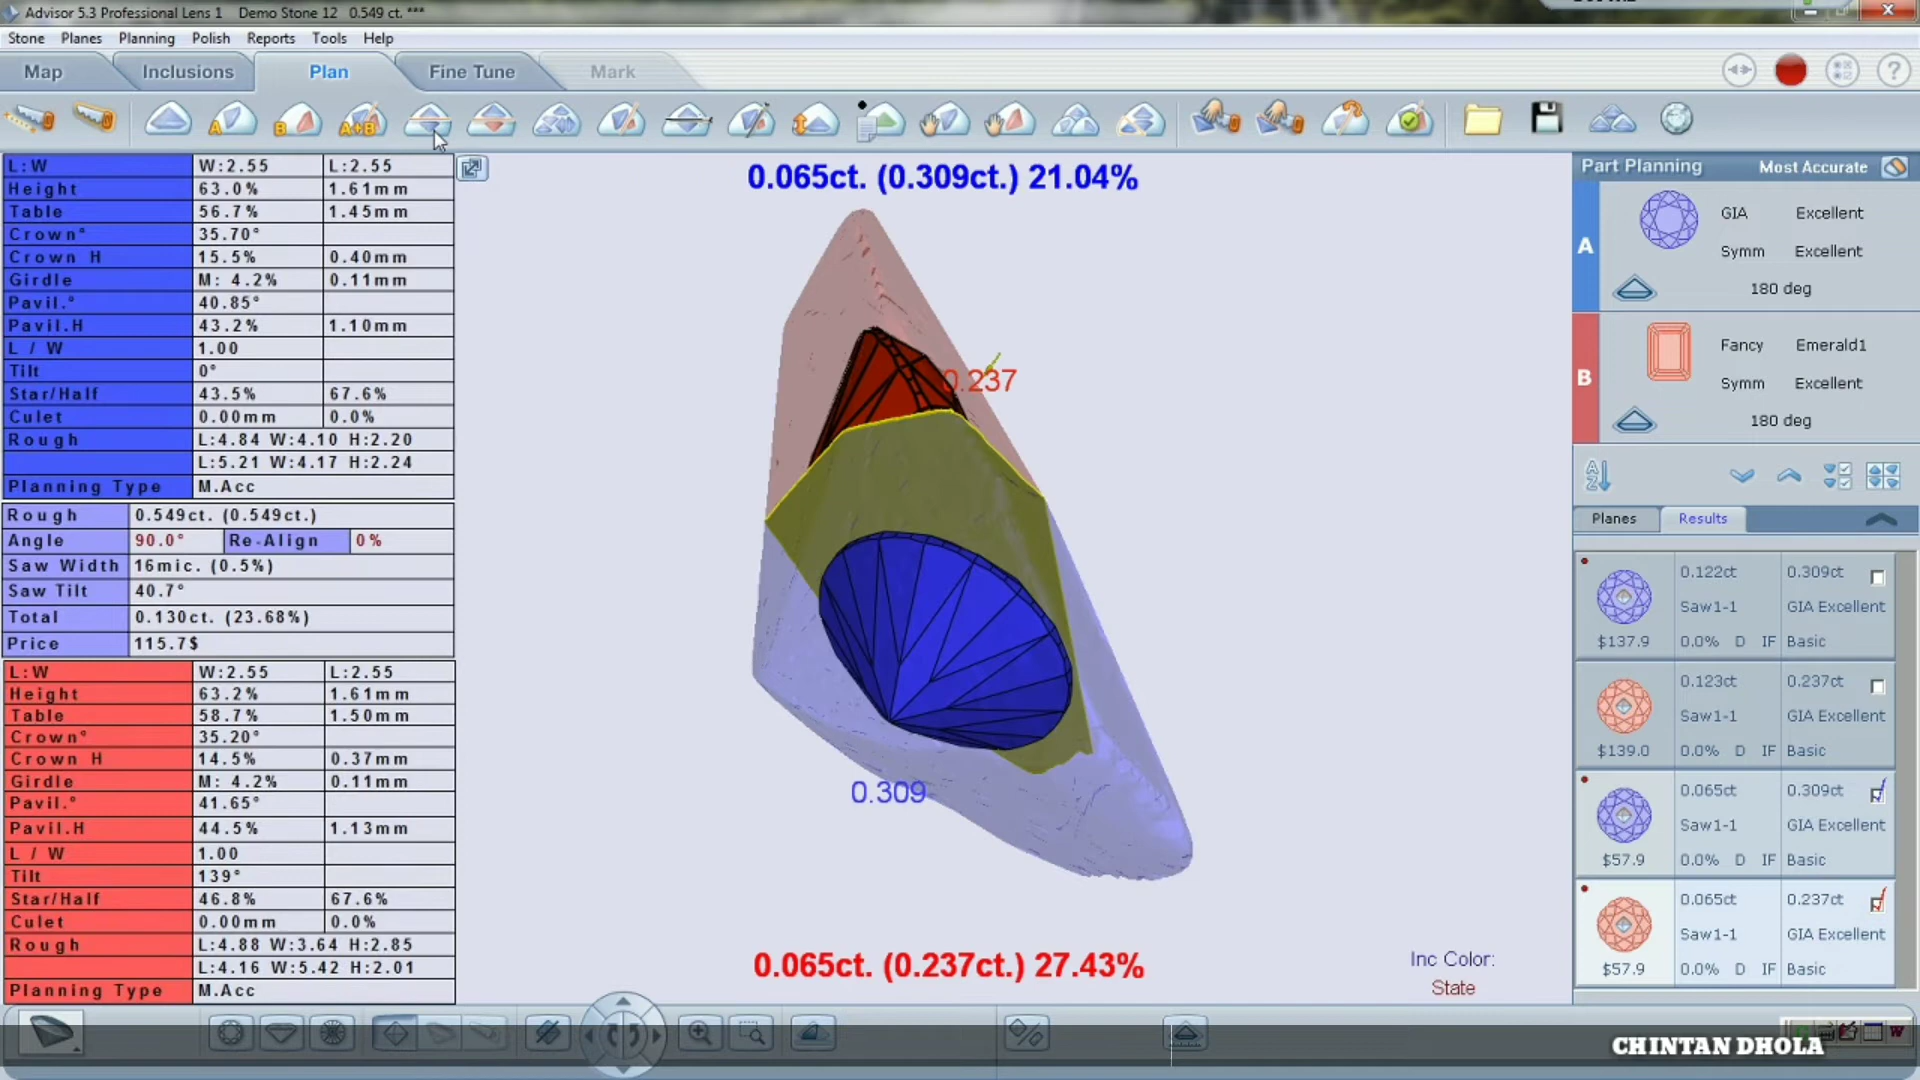 Advisor 5.3 Professional Lens 1 Demo Stone 12 0.549 ct. ***
Stone Planes Planning Polish Reports Tools Help
Map Inclusions Plan Fine Tune Mark
A B A+B
L:W W:2.55 L:2.55
Height 63.0% 1.61mm
Table 56.7% 1.45mm
Crown° 35.70°
Crown H 15.5% 0.40mm
Girdle M: 4.2% 0.11mm
Pavil.° 40.85°
Pavil.H 43.2% 1.10mm
L / W 1.00
Tilt 0°
Star/Half 43.5% 67.6%
Culet 0.00mm 0.0%
Rough L:4.84 W:4.10 H:2.20
L:5.21 W:4.17 H:2.24
Planning Type M.Acc
Rough 0.549ct. (0.549ct.)
Angle 90.0° Re-Align 0%
Saw Width 16mic. (0.5%)
Saw Tilt 40.7°
Total 0.130ct. (23.68%)
Price 115.7$
L:W W:2.55 L:2.55
Height 63.2% 1.61mm
Table 58.7% 1.50mm
Crown° 35.20°
Crown H 14.5% 0.37mm
Girdle M: 4.2% 0.11mm
Pavil.° 41.65°
Pavil.H 44.5% 1.13mm
L / W 1.00
Tilt 139°
Star/Half 46.8% 67.6%
Culet 0.00mm 0.0%
Rough L:4.88 W:3.64 H:2.85
L:4.16 W:5.42 H:2.01
Planning Type M.Acc
0.065ct. (0.309ct.) 21.04%
0.237
0.309
0.065ct. (0.237ct.) 27.43%
Inc Color:
State
Part Planning Most Accurate
A
GIA Excellent
Symm Excellent
180 deg
B
Fancy Emerald1
Symm Excellent
180 deg
A
Z
Planes Results
0.122ct 0.309ct
Saw1-1 GIA Excellent
$137.9 0.0% D IF Basic
0.123ct 0.237ct
Saw1-1 GIA Excellent
$139.0 0.0% D IF Basic
0.065ct 0.309ct
Saw1-1 GIA Excellent
$57.9 0.0% D IF Basic
0.065ct 0.237ct
Saw1-1 GIA Excellent
$57.9 0.0% D IF Basic
CHINTAN DHOLA